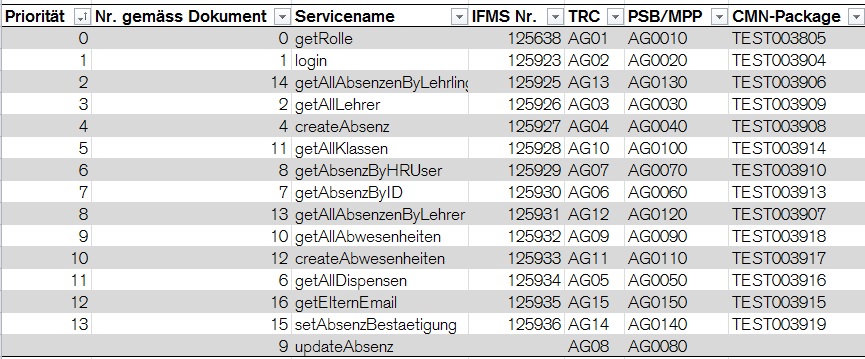 Priorität Nr. gemäss Dokument Servicename IFMS Nr. TRC PSB/MPP CMN-Package
0 0 getRolle 125638 AG01 AG0010 TEST003805
1 1 login 125923 AG02 AG0020 TEST003904
2 14 getAllAbsenzenByLehrling 125925 AG13 AG0130 TEST003906
3 2 getAllLehrer 125926 AG03 AG0030 TEST003909
4 4 createAbsenz 125927 AG04 AG0040 TEST003908
5 11 getAllKlassen 125928 AG10 AG0100 TEST003914
6 8 getAbsenzByHRUser 125929 AG07 AG0070 TEST003910
7 7 getAbsenzByID 125930 AG06 AG0060 TEST003913
8 13 getAllAbsenzenByLehrer 125931 AG12 AG0120 TEST003907
9 10 getAllAbwesenheiten 125932 AG09 AG0090 TEST003918
10 12 createAbwesenheiten 125933 AG11 AG0110 TEST003917
11 6 getAllDispensen 125934 AG05 AG0050 TEST003916
12 16 getElternEmail 125935 AG15 AG0150 TEST003915
13 15 setAbsenzBestaetigung 125936 AG14 AG0140 TEST003919
9 updateAbsenz AG08 AG0080